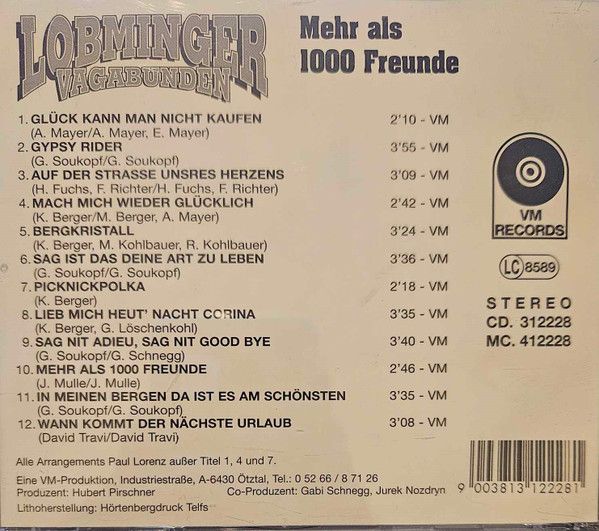 LOBMINGER
VAGABUNDEN
Mehr als
1000 Freunde
1. GLÜCK KANN MAN NICHT KAUFEN 2'10 - VM
(A. Mayer/A. Mayer, E. Mayer)
2. GYPSY RIDER 3'55 - VM
(G. Soukopf/G. Soukopf)
3. AUF DER STRASSE UNSRES HERZENS 3'09 - VM
(H. Fuchs, F. Richter/H. Fuchs, F. Richter)
4. MACH MICH WIEDER GLÜCKLICH 2'42 - VM
(K. Berger/M. Berger, A. Mayer)
5. BERGKRISTALL 3'24 - VM
(K. Berger, M. Kohlbauer, R. Kohlbauer)
6. SAG IST DAS DEINE ART ZU LEBEN 3'36 - VM
(G. Soukopf/G. Soukopf)
7. PICKNICKPOLKA 2'18 - VM
(K. Berger)
8. LIEB MICH HEUT' NACHT CORINA 3'35 - VM
(K. Berger, G. Löschenkohl)
9. SAG NIT ADIEU, SAG NIT GOOD BYE 3'40 - VM
(G. Soukopf/G. Schnegg)
10. MEHR ALS 1000 FREUNDE 2'46 - VM
(J. Mulle/J. Mulle)
11. IN MEINEN BERGEN DA IST ES AM SCHÖNSTEN 3'35 - VM
(G. Soukopf/G. Soukopf)
12. WANN KOMMT DER NÄCHSTE URLAUB 3'08 - VM
(David Travi/David Travi)
VM
RECORDS
LC 8589
STEREO
CD. 312228
MC. 412228
Alle Arrangements Paul Lorenz außer Titel 1, 4 und 7.
Eine VM-Produktion, Industriestraße, A-6430 Ötztal, Tel.: 0 52 66 / 8 71 26
Produzent: Hubert Pirschner Co-Produzent: Gabi Schnegg, Jurek Nozdryn
Lithoherstellung: Hörtenbergdruck Telfs
9 003813 122281